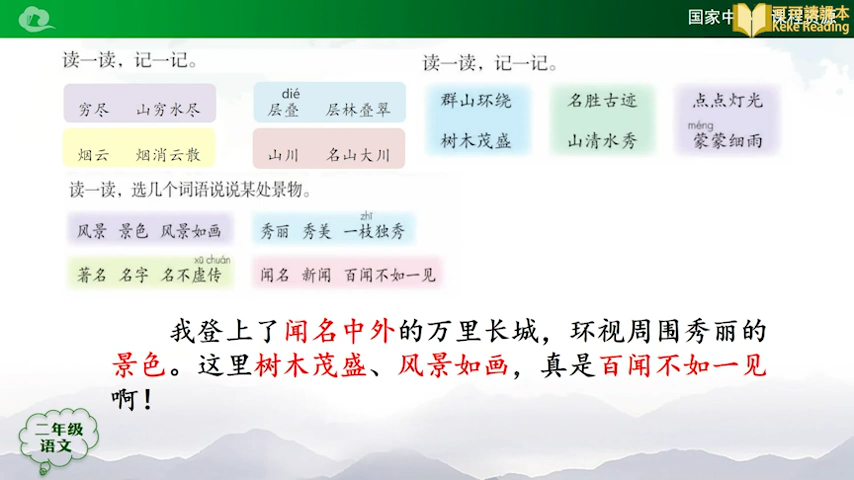 国家中 课程资源
可可读课本
Keke Reading
读一读，记一记。
穷尽 山穷水尽
dié
层叠 层林叠翠
烟云 烟消云散
山川 名山大川
读一读，记一记。
群山环绕
树木茂盛
名胜古迹
山清水秀
点点灯光
méng
蒙蒙细雨
读一读，选几个词语说说某处景物。
风景 景色 风景如画
zhī
秀丽 秀美 一枝独秀
xū chuán
著名 名字 名不虚传
闻名 新闻 百闻不如一见
我登上了闻名中外的万里长城，环视周围秀丽的
景色。这里树木茂盛、风景如画，真是百闻不如一见
啊！
二年级
语文